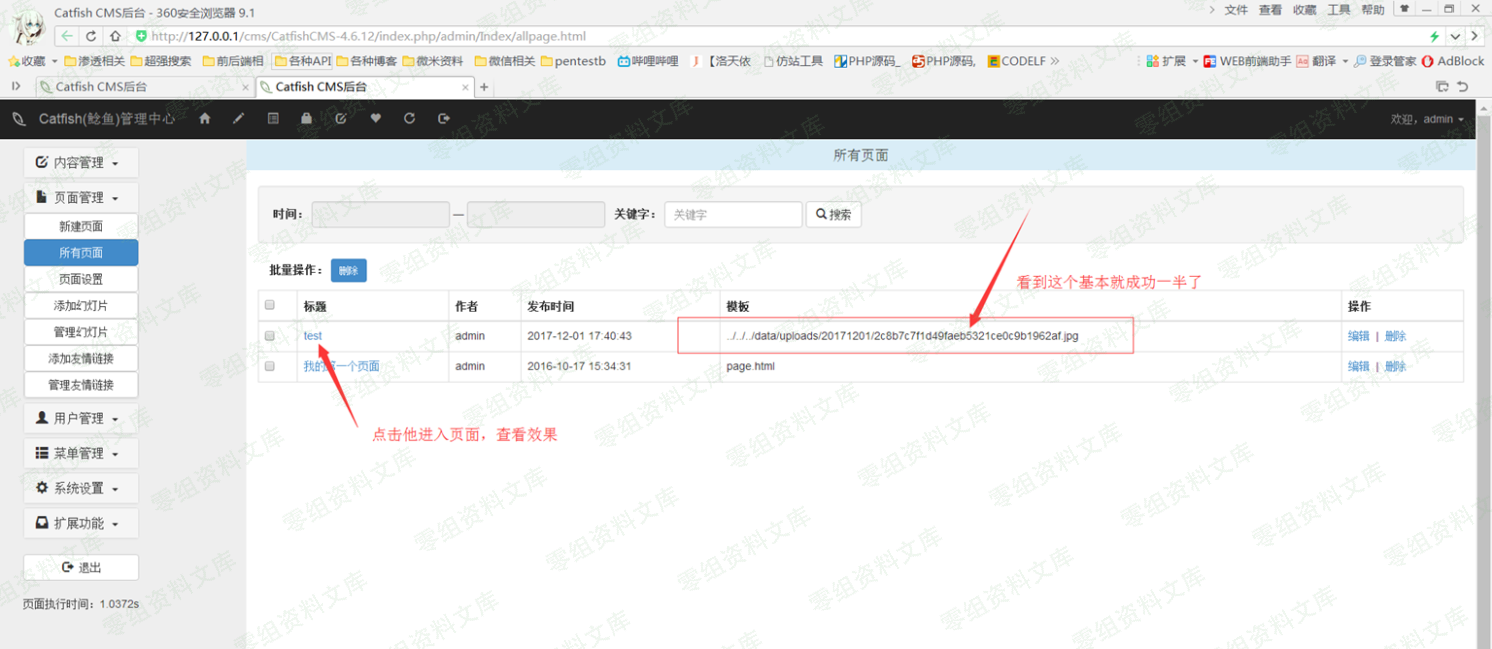 Catfish CMS后台 - 360安全浏览器 9.1
文件 查看 收藏 工具 帮助
http://127.0.0.1/cms/CatfishCMS-4.6.12/index.php/admin/Index/allpage.html
收藏 渗透相关 超强搜索 前后端相 各种API 各种博客 微米资料 微信相关 pentestb 哔哩哔哩 【洛天依 仿站工具 PHP源码_ PHP源码, CODELF 扩展 WEB前端助手 翻译 登录管家 AdBlock
Catfish CMS后台 Catfish CMS后台
Catfish(鲶鱼)管理中心 欢迎，admin
内容管理 所有页面
页面管理
新建页面 时间： — 关键字： 关键字 搜索
所有页面
页面设置 批量操作： 删除
看到这个基本就成功一半了
添加幻灯片 标题 作者 发布时间 模板 操作
管理幻灯片 test admin 2017-12-01 17:40:43 ../../../data/uploads/20171201/2c8b7c7f1d49faeb5321ce0c9b1962af.jpg 编辑 | 删除
添加友情链接 我的第一个页面 admin 2016-10-17 15:34:31 page.html 编辑 | 删除
管理友情链接
用户管理
点击他进入页面，查看效果
菜单管理
系统设置
扩展功能
退出
页面执行时间：1.0372s
零组资料文库